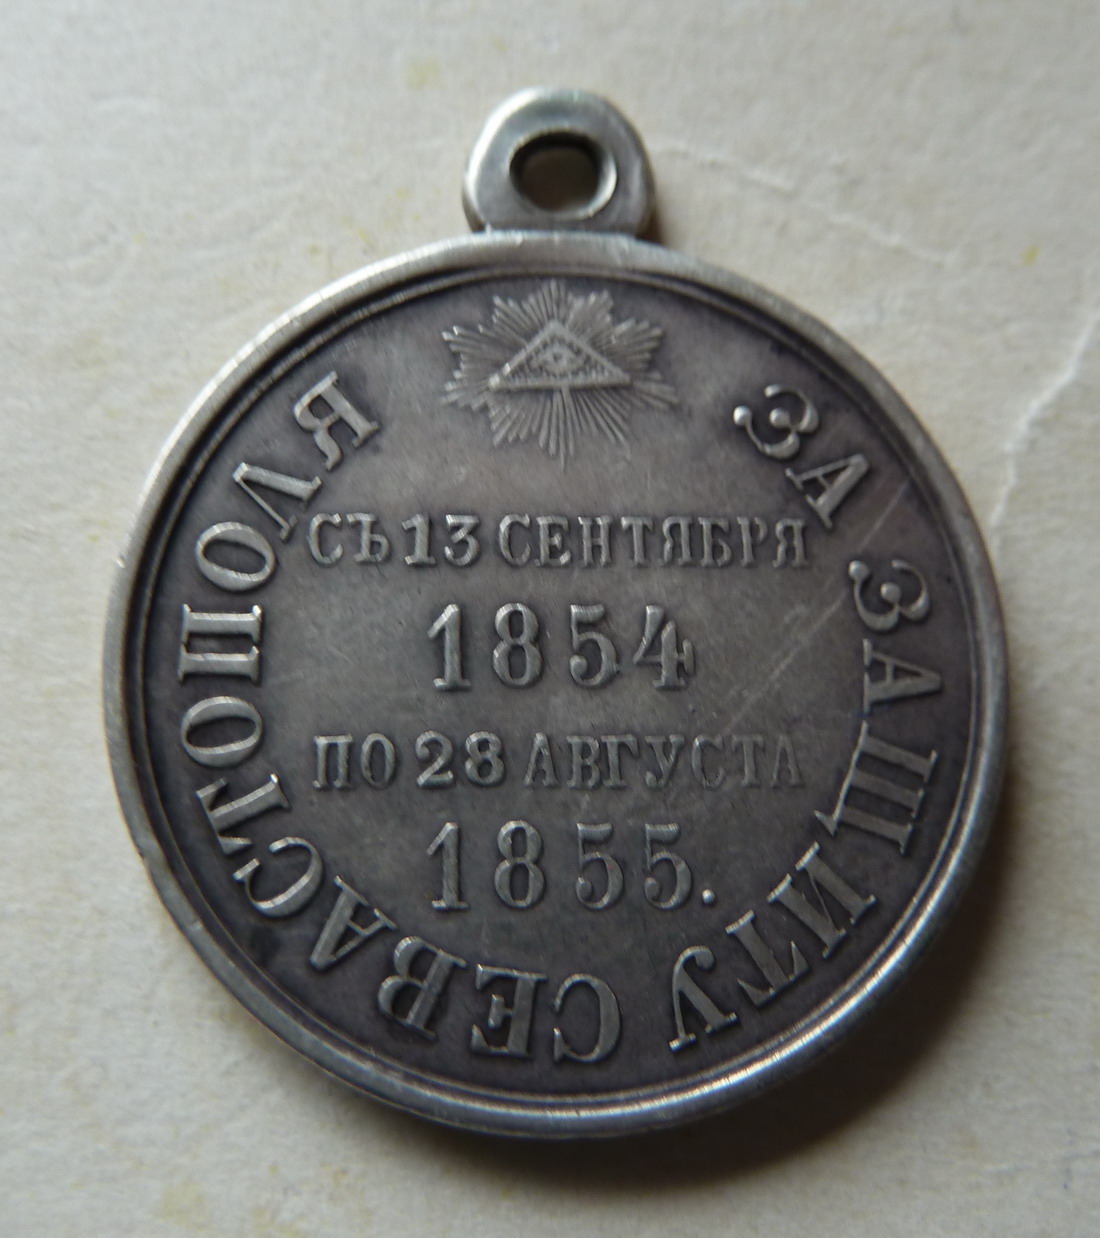 ЗА ЗАЩИТУ СЕВАСТОПОЛЯ
СЪ 13 СЕНТЯБРЯ
1854
ПО 28 АВГУСТА
1855.